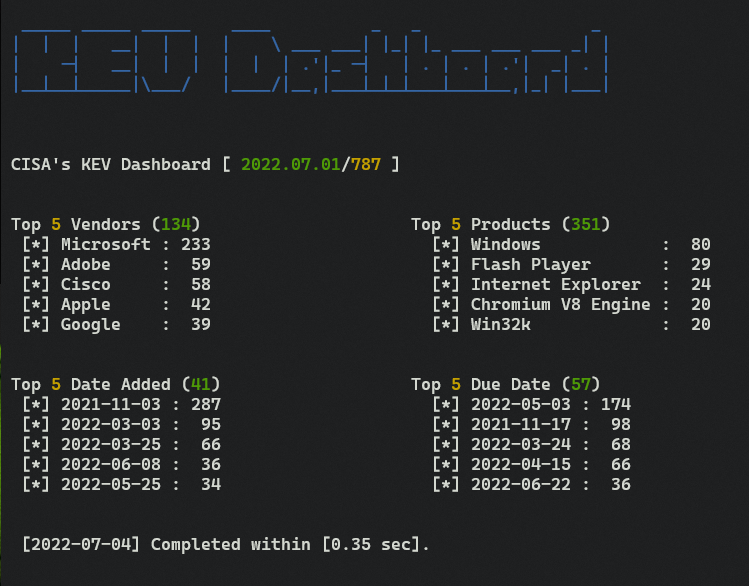 KEV Dashboard
CISA's KEV Dashboard [ 2022.07.01/787 ]
Top 5 Vendors (134)
[*] Microsoft : 233
[*] Adobe     :  59
[*] Cisco     :  58
[*] Apple     :  42
[*] Google    :  39
Top 5 Products (351)
[*] Windows            :  80
[*] Flash Player       :  29
[*] Internet Explorer  :  24
[*] Chromium V8 Engine :  20
[*] Win32k             :  20
Top 5 Date Added (41)
[*] 2021-11-03 : 287
[*] 2022-03-03 :  95
[*] 2022-03-25 :  66
[*] 2022-06-08 :  36
[*] 2022-05-25 :  34
Top 5 Due Date (57)
[*] 2022-05-03 : 174
[*] 2021-11-17 :  98
[*] 2022-03-24 :  68
[*] 2022-04-15 :  66
[*] 2022-06-22 :  36
[2022-07-04] Completed within [0.35 sec].